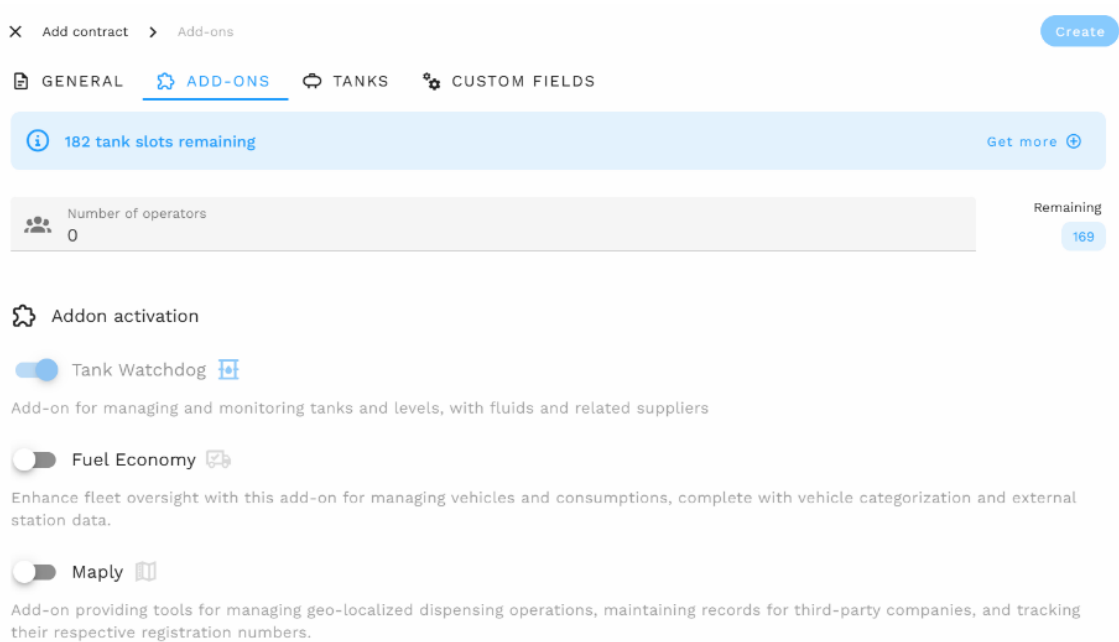 Add contract > Add-ons
Create
GENERAL ADD-ONS TANKS CUSTOM FIELDS
182 tank slots remaining Get more
Number of operators Remaining
0 169
Addon activation
Tank Watchdog
Add-on for managing and monitoring tanks and levels, with fluids and related suppliers
Fuel Economy
Enhance fleet oversight with this add-on for managing vehicles and consumptions, complete with vehicle categorization and external
station data.
Maply
Add-on providing tools for managing geo-localized dispensing operations, maintaining records for third-party companies, and tracking
their respective registration numbers.